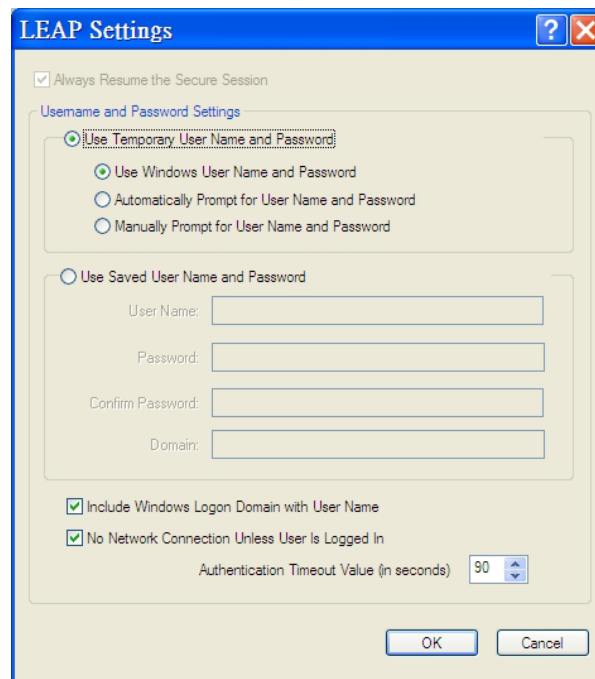 LEAP Settings
Always Resume the Secure Session
Username and Password Settings
Use Temporary User Name and Password
Use Windows User Name and Password
Automatically Prompt for User Name and Password
Manually Prompt for User Name and Password
Use Saved User Name and Password
User Name:
Password:
Confirm Password:
Domain:
Include Windows Logon Domain with User Name
No Network Connection Unless User Is Logged In
Authentication Timeout Value (in seconds) 90
OK Cancel